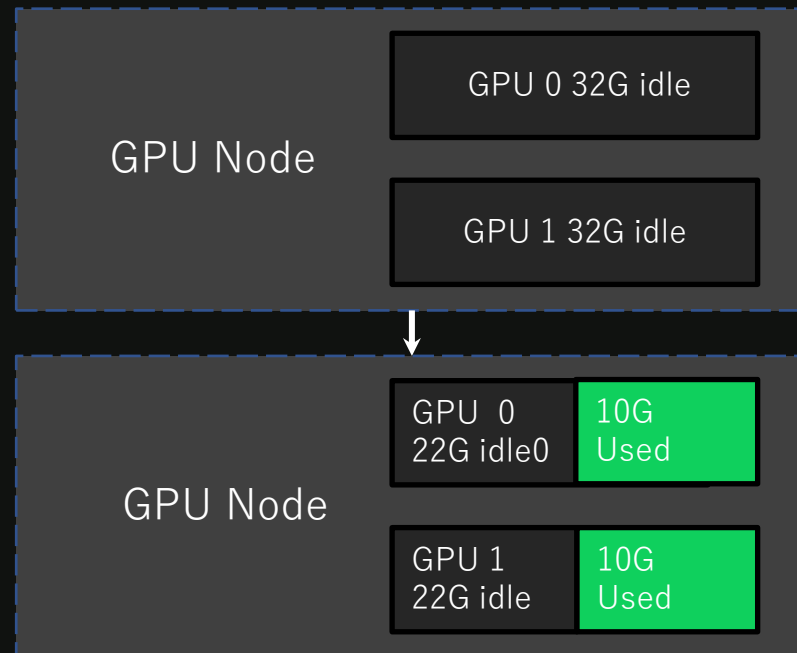 GPU Node
GPU 0 32G idle
GPU 1 32G idle
GPU Node
GPU 0
22G idle0
10G
Used
GPU 1
22G idle
10G
Used